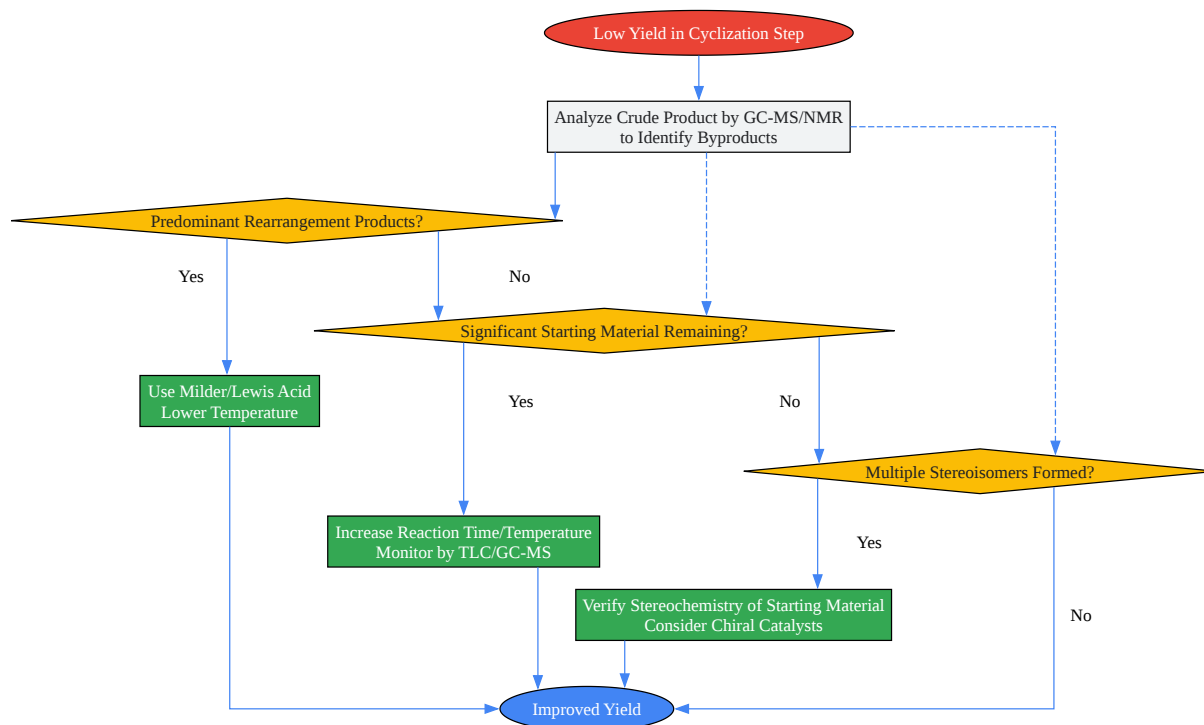 Low Yield in Cyclization Step
Analyze Crude Product by GC-MS/NMR
to Identify Byproducts
Predominant Rearrangement Products?
Yes
No
Significant Starting Material Remaining?
Use Milder/Lewis Acid
Lower Temperature
Yes
No
Multiple Stereoisomers Formed?
Increase Reaction Time/Temperature
Monitor by TLC/GC-MS
Yes
Verify Stereochemistry of Starting Material
Consider Chiral Catalysts
No
Improved Yield